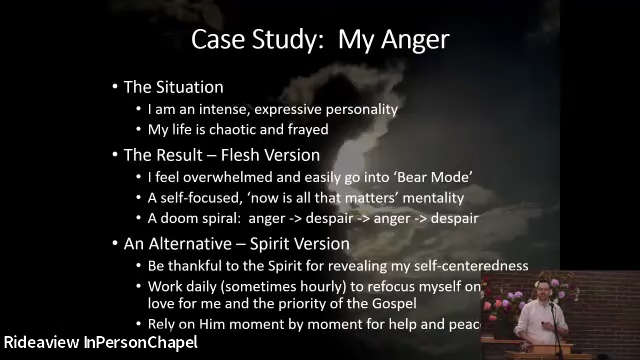 Case Study:  My Anger
• The Situation
• I am an intense, expressive personality
• My life is chaotic and frayed
• The Result – Flesh Version
• I feel overwhelmed and easily go into ‘Bear Mode’
• A self-focused, ‘now is all that matters’ mentality
• A doom spiral:  anger -> despair -> anger -> despair
• An Alternative – Spirit Version
• Be thankful to the Spirit for revealing my self-centeredness
• Work daily (sometimes hourly) to refocus myself on
love for me and the priority of the Gospel
• Rely on Him moment by moment for help and
Rideaview InPersonChapel